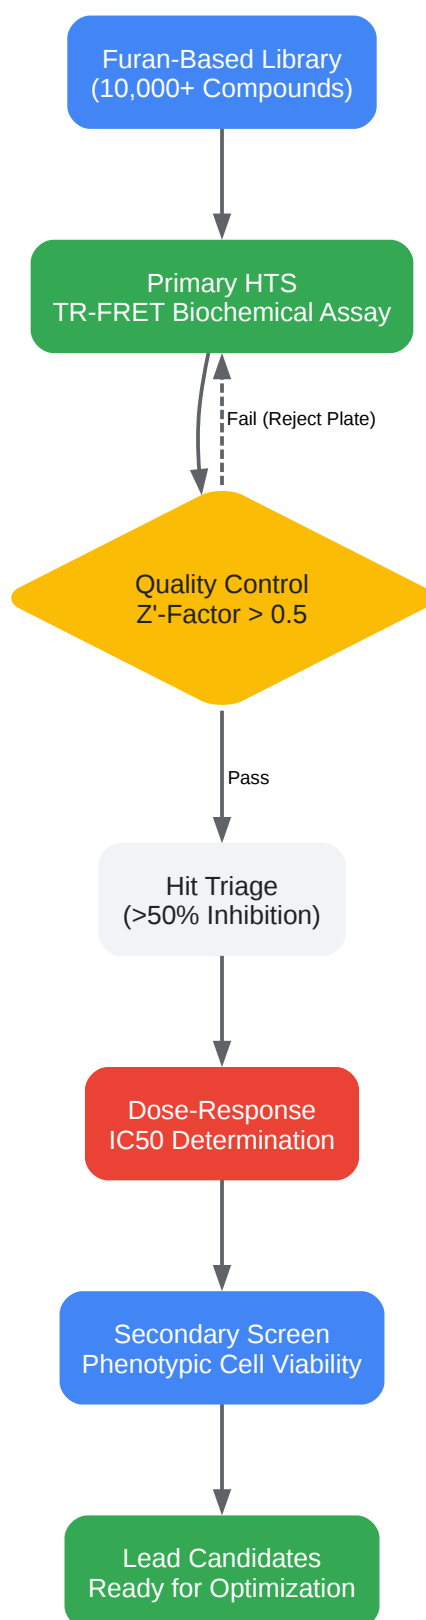 Furan-Based Library
(10,000+ Compounds)
Primary HTS
TR-FRET Biochemical Assay
Fail (Reject Plate)
Quality Control
Z'-Factor > 0.5
Pass
Hit Triage
(>50% Inhibition)
Dose-Response
IC50 Determination
Secondary Screen
Phenotypic Cell Viability
Lead Candidates
Ready for Optimization